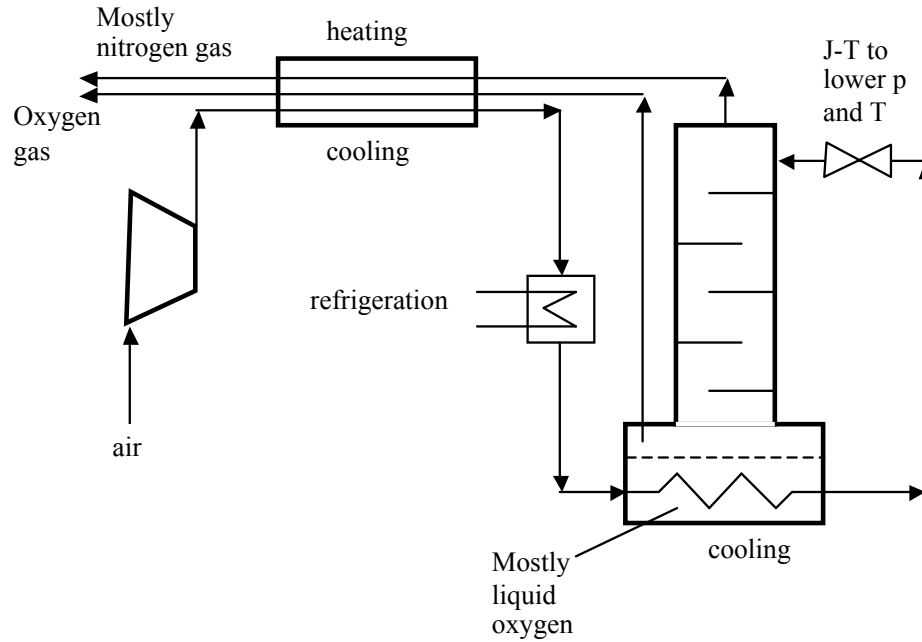 Mostly
nitrogen gas
heating
J-T to
lower p
and T
Oxygen
gas
cooling
refrigeration
air
cooling
Mostly
liquid
oxygen